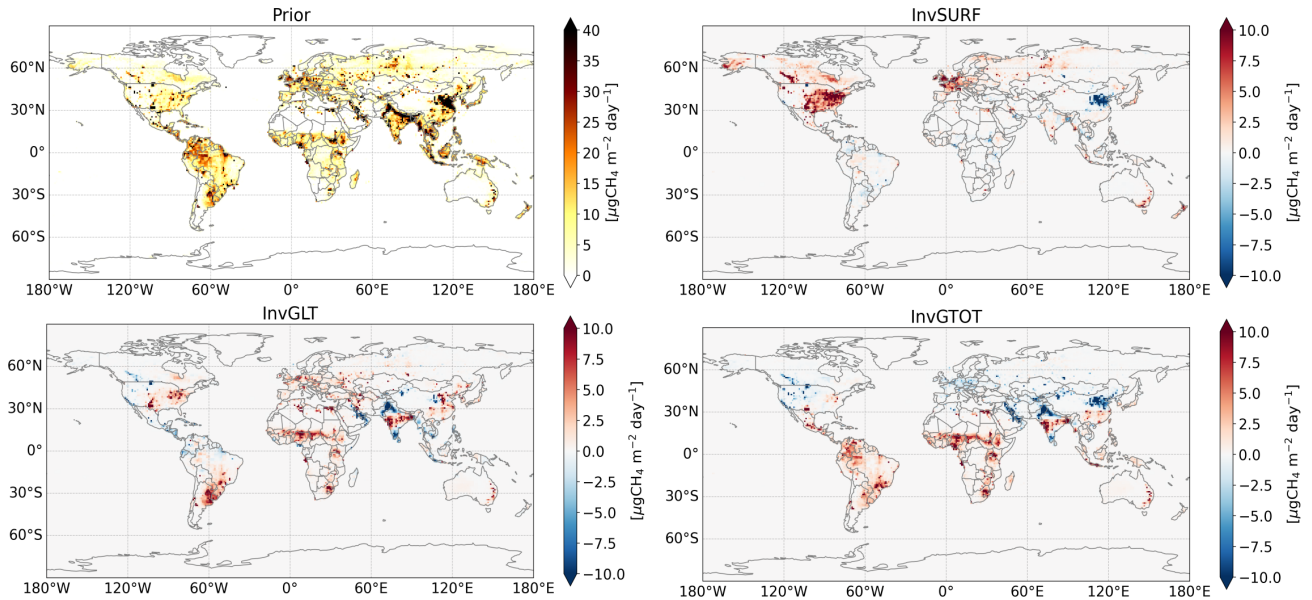 Prior
60°N
30°N
0°
30°S
60°S
180°W 120°W 60°W 0° 60°E 120°E 180°E
40
35
30
25
20
15
10
5
0
[μgCH₄ m⁻² day⁻¹]
InvSURF
60°N
30°N
0°
30°S
60°S
180°W 120°W 60°W 0° 60°E 120°E 180°E
10.0
7.5
5.0
2.5
0.0
−2.5
−5.0
−7.5
−10.0
[μgCH₄ m⁻² day⁻¹]
InvGLT
60°N
30°N
0°
30°S
60°S
180°W 120°W 60°W 0° 60°E 120°E 180°E
10.0
7.5
5.0
2.5
0.0
−2.5
−5.0
−7.5
−10.0
[μgCH₄ m⁻² day⁻¹]
InvGTOT
60°N
30°N
0°
30°S
60°S
180°W 120°W 60°W 0° 60°E 120°E 180°E
10.0
7.5
5.0
2.5
0.0
−2.5
−5.0
−7.5
−10.0
[μgCH₄ m⁻² day⁻¹]